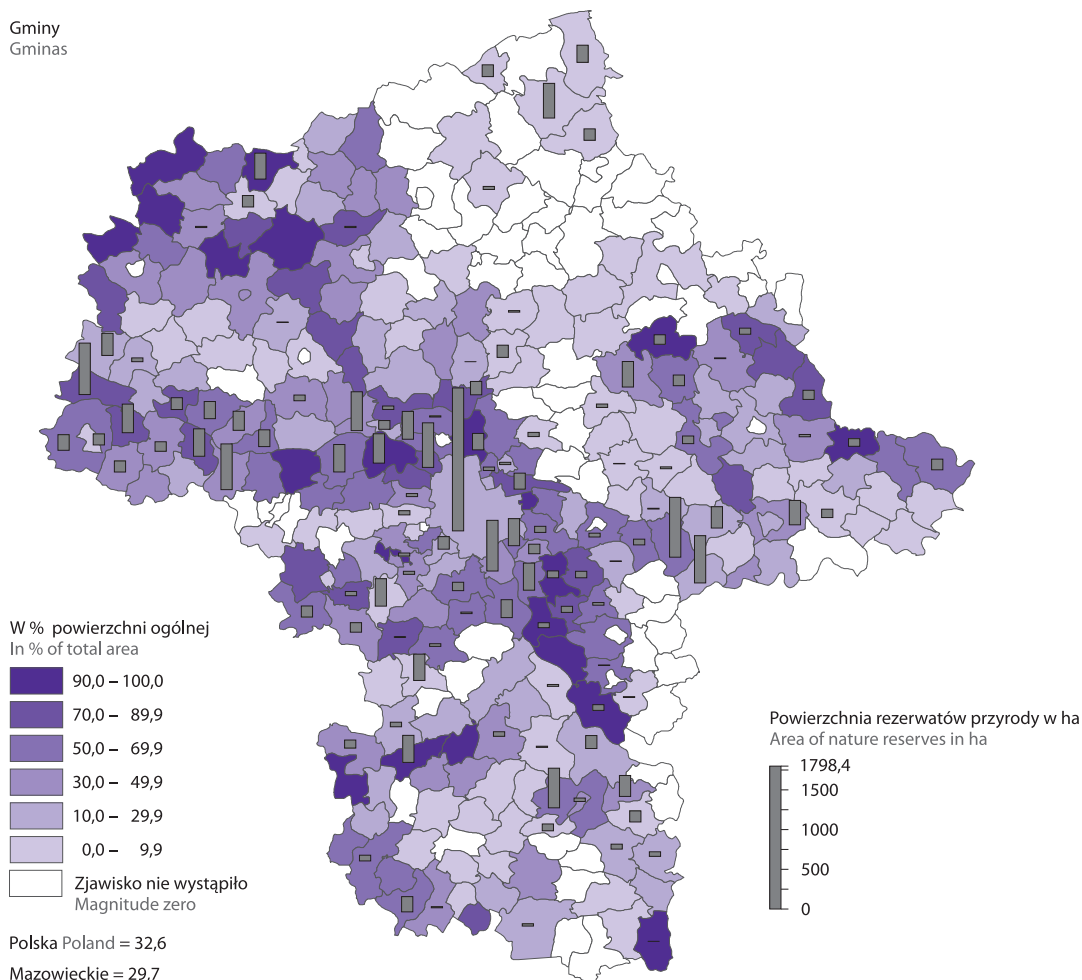 Gminy
Gminas
W % powierzchni ogólnej
In % of total area
90,0 – 100,0
70,0 – 89,9
50,0 – 69,9
30,0 – 49,9
10,0 – 29,9
0,0 – 9,9
Zjawisko nie wystąpiło
Magnitude zero
Polska Poland = 32,6
Mazowieckie = 29,7
Powierzchnia rezerwatów przyrody w ha
Area of nature reserves in ha
1798,4
1500
1000
500
0